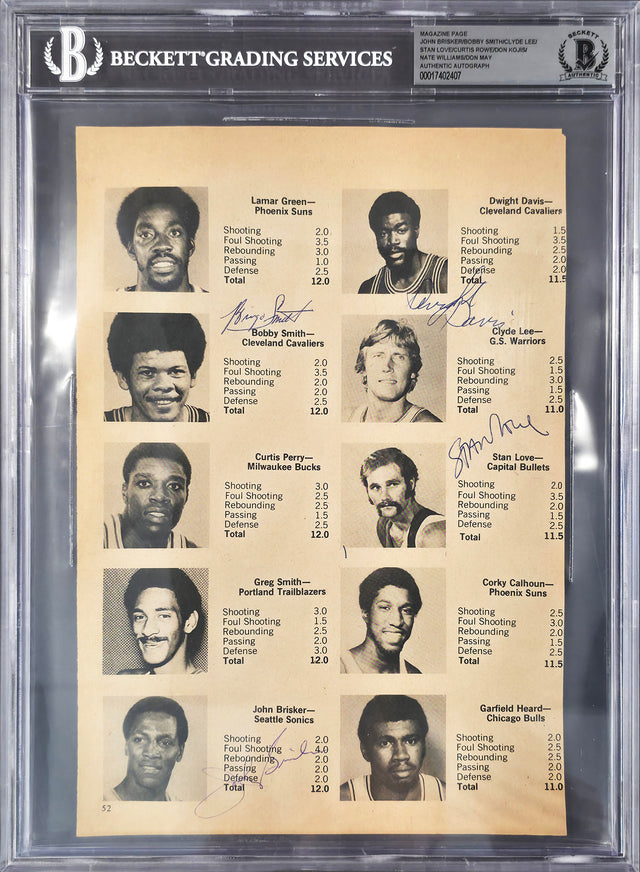 BECKETT® GRADING SERVICES
MAGAZINE PAGE
JOHN BRISKER/BOBBY SMITH/CLYDE LEE/
STAN LOVE/CURTIS ROWE/DON KOJIS/
NATE WILLIAMS/DON MAY
AUTHENTIC AUTOGRAPH
00017402407
BECKETT
B
AUTHENTIC
Lamar Green—
Phoenix Suns
Shooting 2.0
Foul Shooting 3.5
Rebounding 3.0
Passing 1.0
Defense 2.5
Total 12.0
Dwight Davis—
Cleveland Cavaliers
Shooting 1.5
Foul Shooting 3.5
Rebounding 2.5
Passing 2.0
Defense 2.0
Total 11.5
Bingo Smith
Bobby Smith—
Cleveland Cavaliers
Shooting 2.0
Foul Shooting 3.5
Rebounding 2.0
Passing 2.0
Defense 2.5
Total 12.0
Dwight
Davis
Clyde Lee—
G.S. Warriors
Shooting 2.5
Foul Shooting 1.5
Rebounding 3.0
Passing 1.5
Defense 2.5
Total 11.0
Curtis Perry—
Milwaukee Bucks
Shooting 3.0
Foul Shooting 2.5
Rebounding 2.5
Passing 1.5
Defense 2.5
Total 12.0
STAN Love
Stan Love—
Capital Bullets
Shooting 2.0
Foul Shooting 3.5
Rebounding 2.0
Passing 1.5
Defense 2.5
Total 11.5
Greg Smith—
Portland Trailblazers
Shooting 3.0
Foul Shooting 1.5
Rebounding 2.5
Passing 2.0
Defense 3.0
Total 12.0
Corky Calhoun—
Phoenix Suns
Shooting 2.5
Foul Shooting 3.0
Rebounding 2.0
Passing 1.5
Defense 2.5
Total 11.5
John Brisker—
Seattle Sonics
Shooting 2.0
Foul Shooting 4.0
Rebounding 2.0
Passing 2.0
Defense 2.0
Total 12.0
John Brisker
Garfield Heard—
Chicago Bulls
Shooting 2.0
Foul Shooting 2.5
Rebounding 2.5
Passing 2.0
Defense 2.0
Total 11.0
52